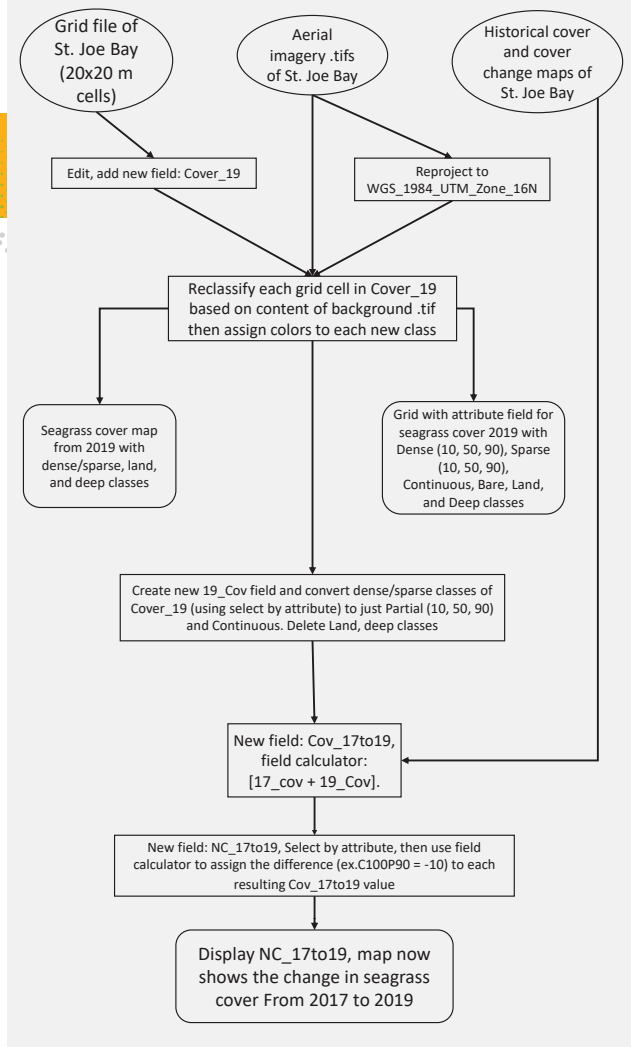 Grid file of
St. Joe Bay
(20x20 m
cells)
Aerial
imagery .tifs
of St. Joe Bay
Historical cover
and cover
change maps of
St. Joe Bay
Edit, add new field: Cover_19
Reproject to
WGS_1984_UTM_Zone_16N
Reclassify each grid cell in Cover_19
based on content of background .tif
then assign colors to each new class
Seagrass cover map
from 2019 with
dense/sparse, land,
and deep classes
Grid with attribute field for
seagrass cover 2019 with
Dense (10, 50, 90), Sparse
(10, 50, 90),
Continuous, Bare, Land,
and Deep classes
Create new 19_Cov field and convert dense/sparse classes of
Cover_19 (using select by attribute) to just Partial (10, 50, 90)
and Continuous. Delete Land, deep classes
New field: Cov_17to19,
field calculator:
[17_cov + 19_Cov].
New field: NC_17to19, Select by attribute, then use field
calculator to assign the difference (ex.C100P90 = -10) to each
resulting Cov_17to19 value
Display NC_17to19, map now
shows the change in seagrass
cover From 2017 to 2019